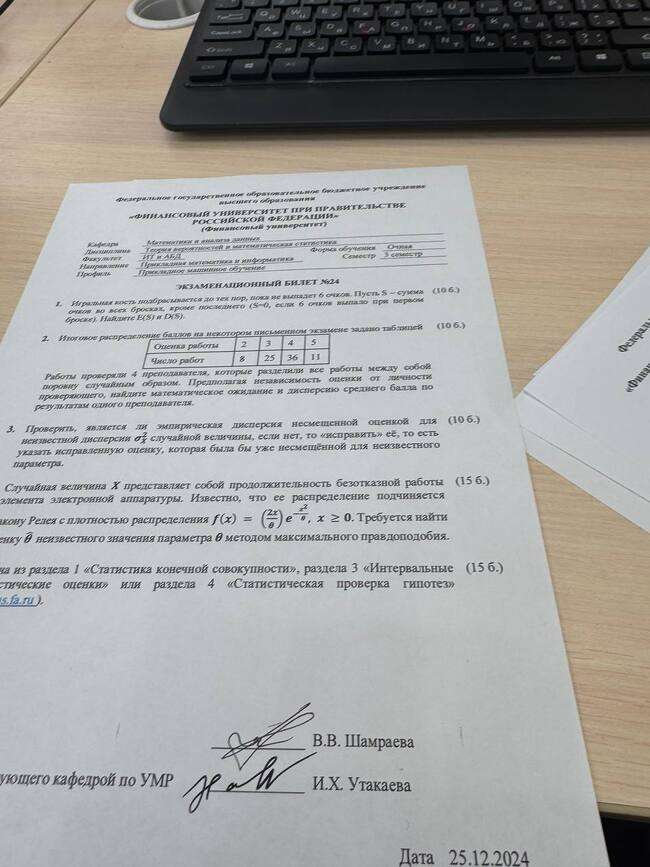 Федеральное государственное образовательное бюджетное учреждение
высшего образования
«ФИНАНСОВЫЙ УНИВЕРСИТЕТ ПРИ ПРАВИТЕЛЬСТВЕ
РОССИЙСКОЙ ФЕДЕРАЦИИ»
(Финансовый университет)
Кафедра Математики и анализа данных
Дисциплина Теория вероятностей и математическая статистика Форма обучения Очная
Факультет ИТ и АБД Семестр 3 семестр
Направление Прикладная математика и информатика
Профиль Прикладное машинное обучение
ЭКЗАМЕНАЦИОННЫЙ БИЛЕТ №24
1. Игральная кость подбрасывается до тех пор, пока не выпадет 6 очков. Пусть S – сумма (10 б.)
очков во всех бросках, кроме последнего (S=0, если 6 очков выпало при первом
броске). Найдите E(S) и D(S).
2. Итоговое распределение баллов на некотором письменном экзамене задано таблицей (10 б.)
Оценка работы 2 3 4 5
Число работ 8 25 36 11
Работы проверяли 4 преподавателя, которые разделили все работы между собой
поровну случайным образом. Предполагая независимость оценки от личности
проверяющего, найдите математическое ожидание и дисперсию среднего балла по
результатам одного преподавателя.
3. Проверить, является ли эмпирическая дисперсия несмещенной оценкой для (10 б.)
неизвестной дисперсии σ²_X случайной величины, если нет, то «исправить» её, то есть
указать исправленную оценку, которая была бы уже несмещённой для неизвестного
параметра.
Случайная величина X представляет собой продолжительность безотказной работы (15 б.)
элемента электронной аппаратуры. Известно, что ее распределение подчиняется
акону Релея с плотностью распределения f(x) = (2x/θ) e^(-x²/θ), x ≥ 0. Требуется найти
енку θ̂ неизвестного значения параметра θ методом максимального правдоподобия.
ча из раздела 1 «Статистика конечной совокупности», раздела 3 «Интервальные (15 б.)
стические оценки» или раздела 4 «Статистическая проверка гипотез»
us.fa.ru ).
В.В. Шамраева
ующего кафедрой по УМР И.Х. Утакаева
Дата 25.12.2024